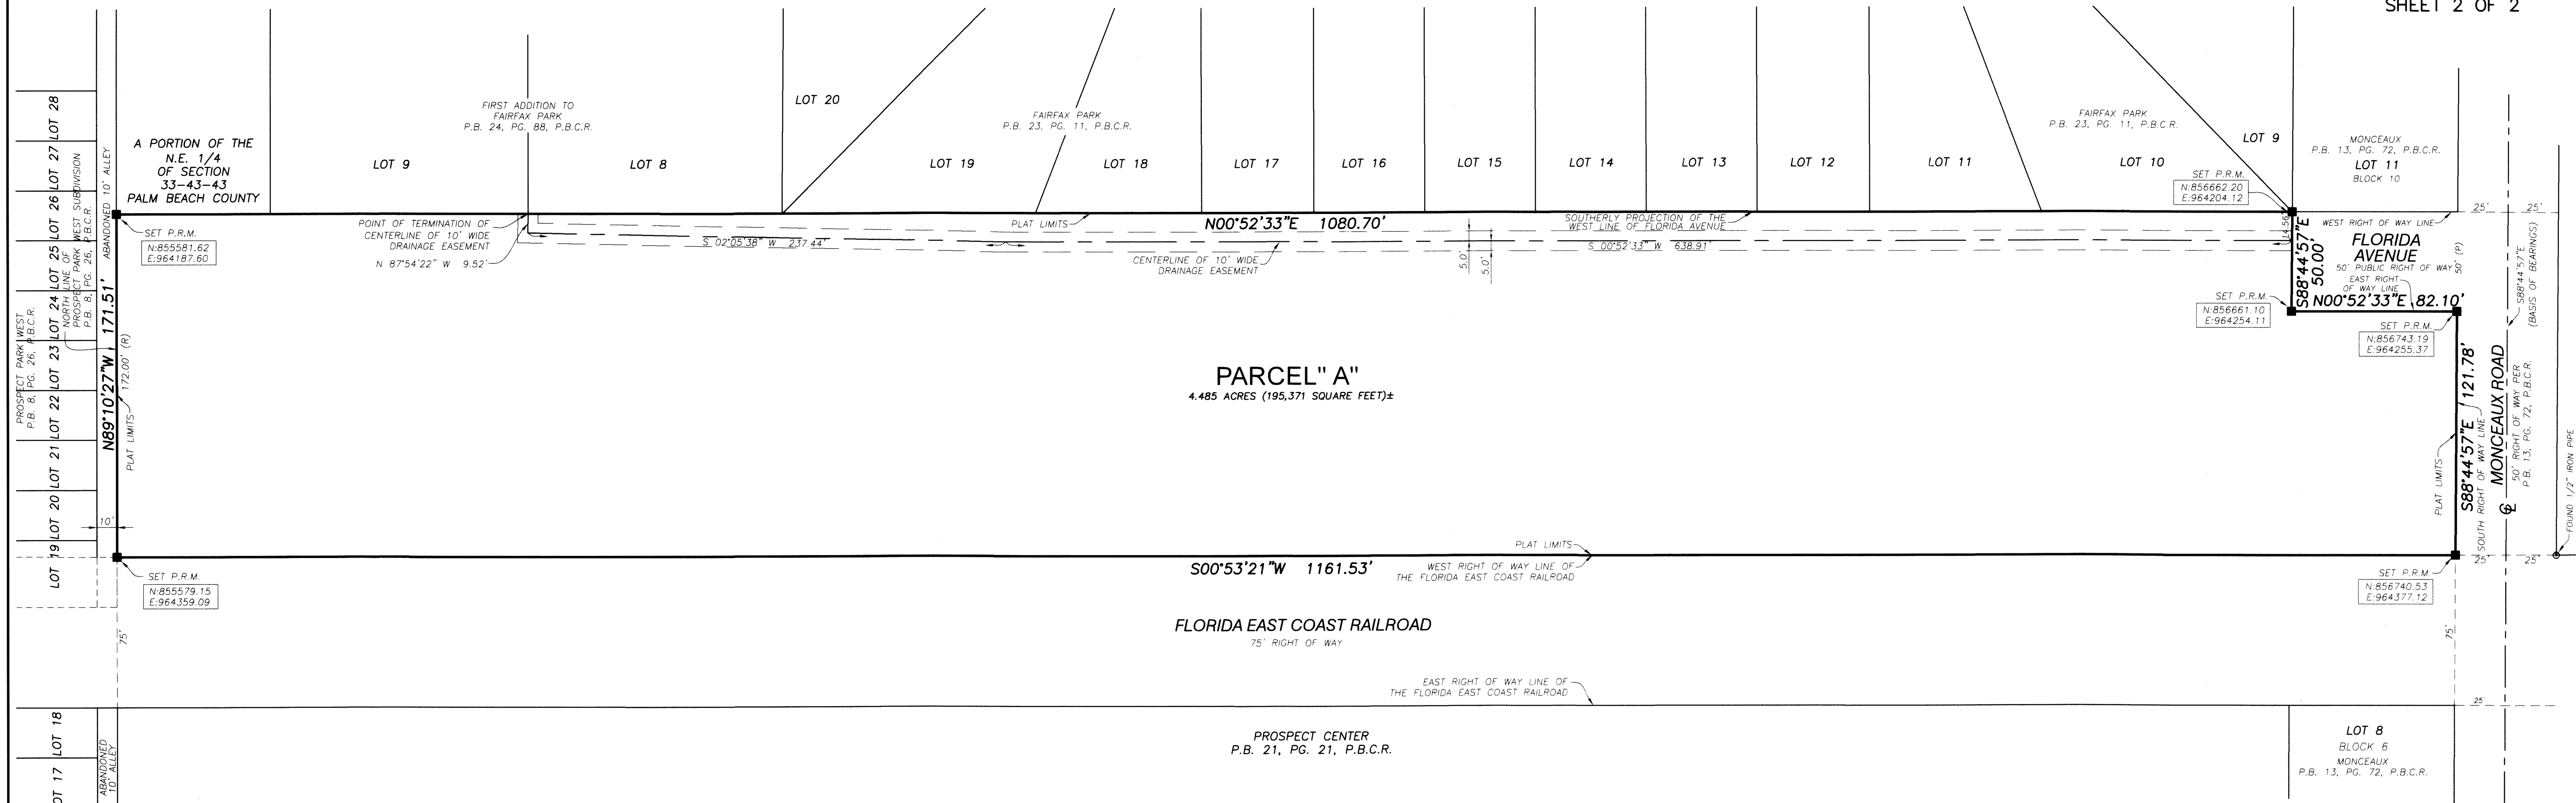 SHEET 2 OF 2
LOT 28
LOT 27
LOT 26
LOT 25
LOT 24
LOT 23
LOT 22
LOT 21
LOT 20
LOT 19
LOT 18
LOT 17
PROSPECT PARK WEST
P.B. 8, PG. 26, P.B.C.R.
NORTH LINE OF
PROSPECT PARK WEST SUBDIVISION
P.B. 8, PG. 26, P.B.C.R.
ABANDONED 10' ALLEY
N89°10'27"W 171.51'
172.00' (R)
PLAT LIMITS
10'
A PORTION OF THE
N.E. 1/4
OF SECTION
33-43-43
PALM BEACH COUNTY
SET P.R.M.
N:855581.62
E:964187.60
LOT 9
FIRST ADDITION TO
FAIRFAX PARK
P.B. 24, PG. 88, P.B.C.R.
LOT 8
LOT 20
LOT 19
FAIRFAX PARK
P.B. 23, PG. 11, P.B.C.R.
LOT 18
LOT 17
LOT 16
LOT 15
LOT 14
LOT 13
LOT 12
LOT 11
LOT 10
FAIRFAX PARK
P.B. 23, PG. 11, P.B.C.R.
LOT 9
MONCEAUX
P.B. 13, PG. 72, P.B.C.R.
LOT 11
BLOCK 10
SET P.R.M.
N:856662.20
E:964204.12
POINT OF TERMINATION OF
CENTERLINE OF 10' WIDE
DRAINAGE EASEMENT
N 87°54'22" W 9.52'
S 02°05'38" W 237.44'
PLAT LIMITS
N00°52'33"E 1080.70'
CENTERLINE OF 10' WIDE
DRAINAGE EASEMENT
5.0'
5.0'
SOUTHERLY PROJECTION OF THE
WEST LINE OF FLORIDA AVENUE
S 00°52'33" W 638.91'
14.56'
S88°44'57"E
50.00'
WEST RIGHT OF WAY LINE
FLORIDA
AVENUE
50' PUBLIC RIGHT OF WAY
EAST RIGHT
OF WAY LINE
50' (P)
25'
25'
N00°52'33"E 82.10'
SET P.R.M.
N:856661.10
E:964254.11
SET P.R.M.
N:856743.19
E:964255.37
S88°44'57"E
(BASIS OF BEARINGS)
PARCEL" A"
4.485 ACRES (195,371 SQUARE FEET)±
PLAT LIMITS
S88°44'57"E 121.78'
SOUTH RIGHT OF WAY LINE
MONCEAUX ROAD
50' RIGHT OF WAY PER
P.B. 13, PG. 72, P.B.C.R.
FOUND 1/2" IRON PIPE
PLAT LIMITS
S00°53'21"W 1161.53'
WEST RIGHT OF WAY LINE OF
THE FLORIDA EAST COAST RAILROAD
25'
25'
SET P.R.M.
N:855579.15
E:964359.09
SET P.R.M.
N:856740.53
E:964377.12
75'
FLORIDA EAST COAST RAILROAD
75' RIGHT OF WAY
75'
EAST RIGHT OF WAY LINE OF
THE FLORIDA EAST COAST RAILROAD
25'
ABANDONED
10' ALLEY
PROSPECT CENTER
P.B. 21, PG. 21, P.B.C.R.
LOT 8
BLOCK 6
MONCEAUX
P.B. 13, PG. 72, P.B.C.R.